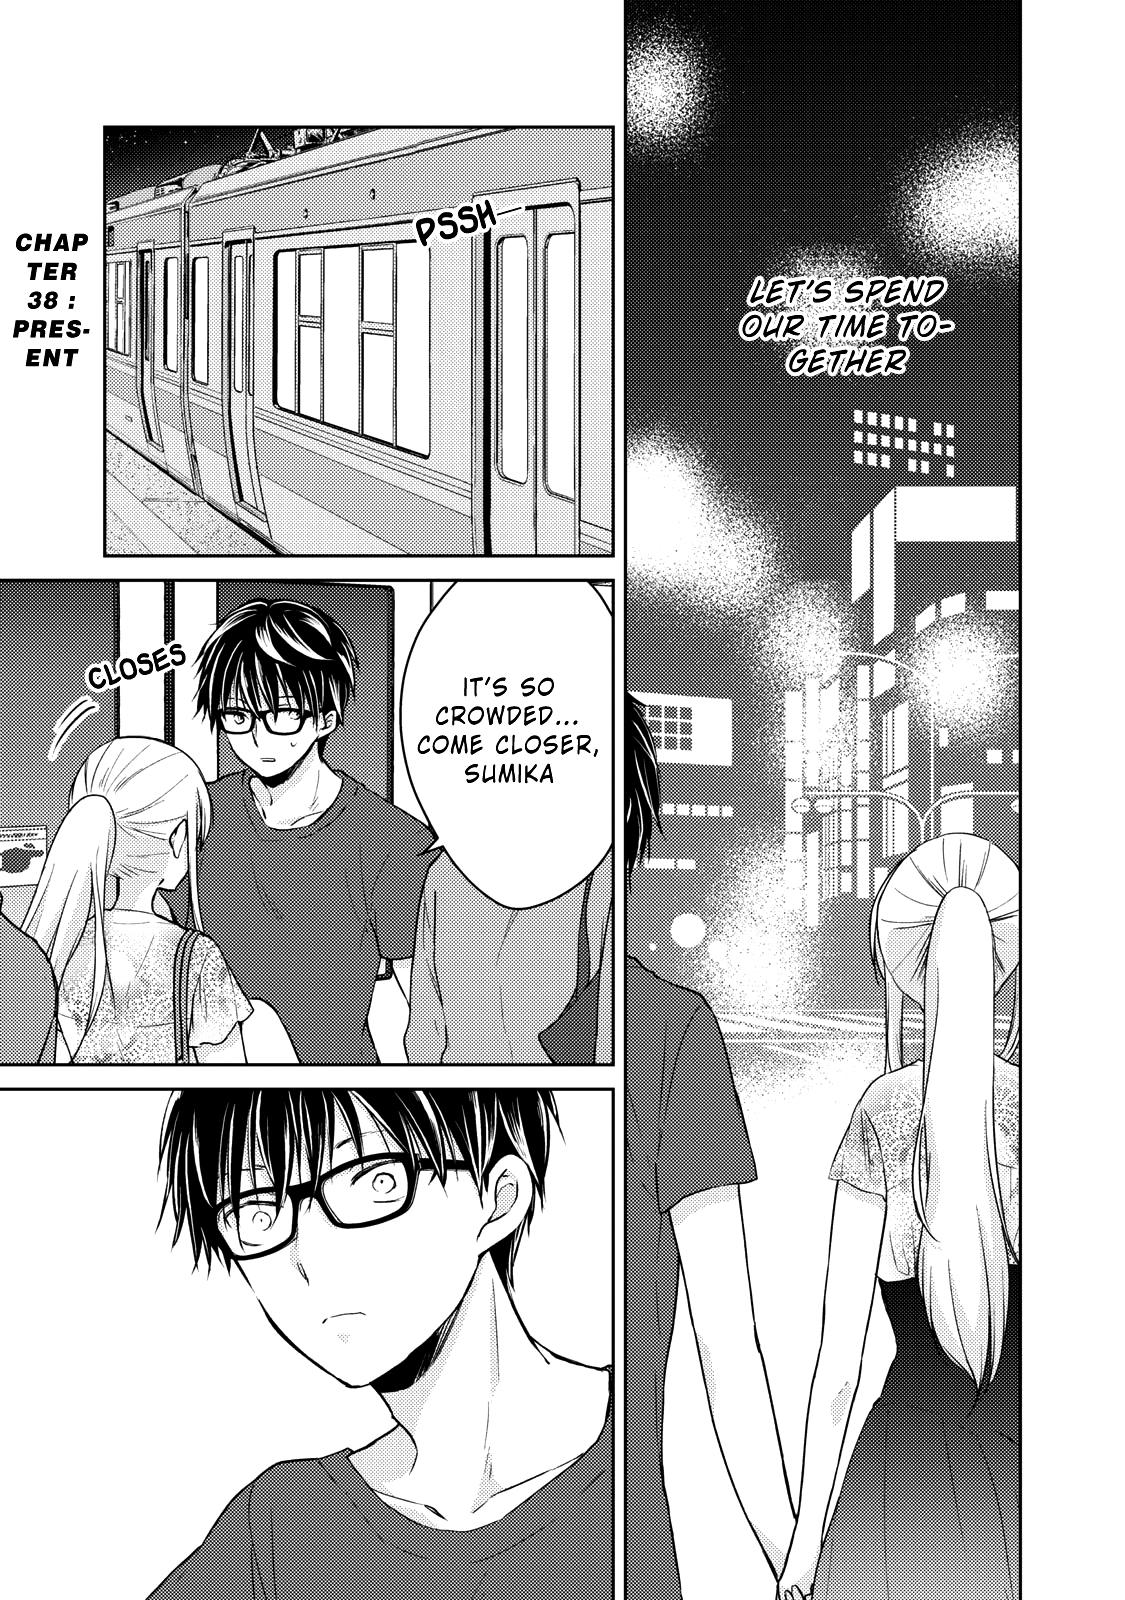 LET'S SPEND
OUR TIME TO-
GETHER
CHAP
TER
38 :
PRES-
ENT
PSSH
IT'S SO
CROWDED...
COME CLOSER,
SUMIKA
CLOSES